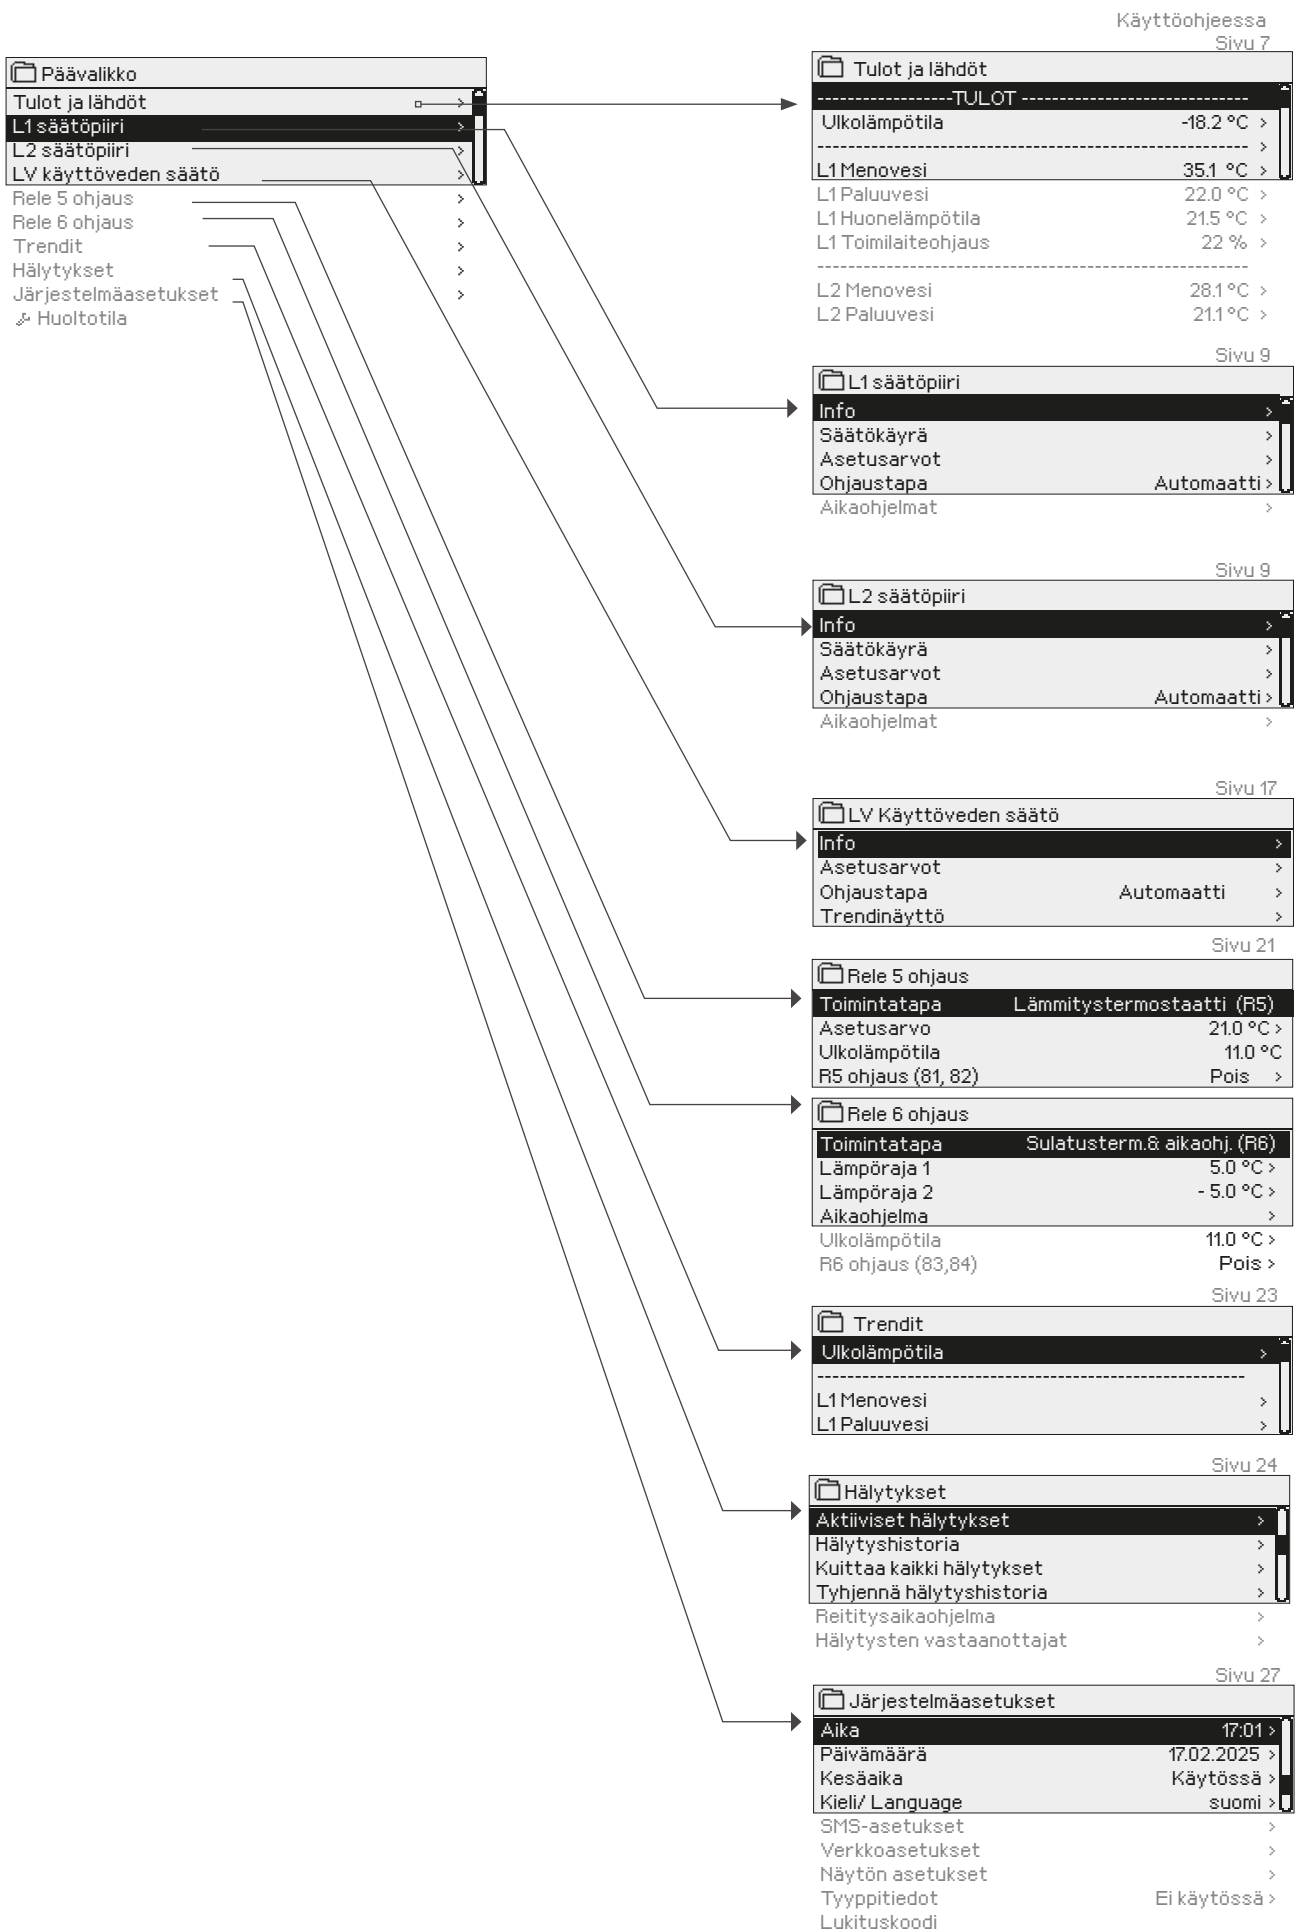 Käyttöohjeessa
Päävalikko
Tulot ja lähdöt >
L1 säätöpiiri >
L2 säätöpiiri >
LV käyttöveden säätö >
Rele 5 ohjaus >
Rele 6 ohjaus >
Trendit >
Hälytykset >
Järjestelmäasetukset >
Huoltotila
Sivu 7
Tulot ja lähdöt
------------------TULOT ------------------------------
Ulkolämpötila -18.2 °C >
-------------------------------------------------------- >
L1 Menovesi 35.1 °C >
L1 Paluuvesi 22.0 °C >
L1 Huonelämpötila 21.5 °C >
L1 Toimilaiteohjaus 22 % >
--------------------------------------------------------
L2 Menovesi 28.1 °C >
L2 Paluuvesi 21.1 °C >
Sivu 9
L1 säätöpiiri
Info >
Säätökäyrä >
Asetusarvot >
Ohjaustapa Automaatti >
Aikaohjelmat >
Sivu 9
L2 säätöpiiri
Info >
Säätökäyrä >
Asetusarvot >
Ohjaustapa Automaatti >
Aikaohjelmat >
Sivu 17
LV Käyttöveden säätö
Info >
Asetusarvot >
Ohjaustapa Automaatti >
Trendinäyttö >
Sivu 21
Rele 5 ohjaus
Toimintatapa Lämmitystermostaatti (R5)
Asetusarvo 21.0 °C >
Ulkolämpötila 11.0 °C
R5 ohjaus (81, 82) Pois >
Rele 6 ohjaus
Toimintatapa Sulatusterm.& aikaohj. (R6)
Lämpöraja 1 5.0 °C >
Lämpöraja 2 - 5.0 °C >
Aikaohjelma >
Ulkolämpötila 11.0 °C >
R6 ohjaus (83,84) Pois >
Sivu 23
Trendit
Ulkolämpötila >
--------------------------------------------------------
L1 Menovesi >
L1 Paluuvesi >
Sivu 24
Hälytykset
Aktiiviset hälytykset >
Hälytyshistoria >
Kuittaa kaikki hälytykset >
Tyhjennä hälytyshistoria >
Reititysaikaohjelma >
Hälytysten vastaanottajat >
Sivu 27
Järjestelmäasetukset
Aika 17:01 >
Päivämäärä 17.02.2025 >
Kesäaika Käytössä >
Kieli/ Language suomi >
SMS-asetukset >
Verkkoasetukset >
Näytön asetukset >
Tyyppitiedot Ei käytössä >
Lukituskoodi